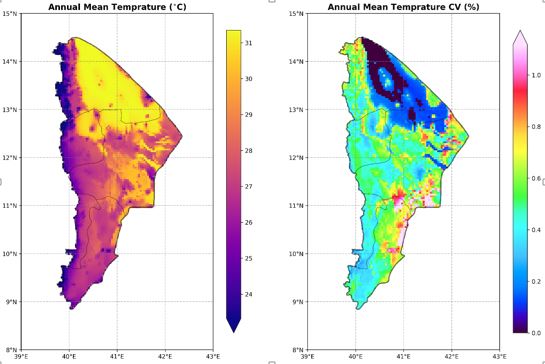 Annual Mean Temprature (°C)
15°N
14°N
13°N
12°N
11°N
10°N
9°N
8°N
39°E
40°E
41°E
42°E
43°E
31
30
29
28
27
26
25
24
Annual Mean Temprature CV (%)
15°N
14°N
13°N
12°N
11°N
10°N
9°N
8°N
39°E
40°E
41°E
42°E
43°E
1.0
0.8
0.6
0.4
0.2
0.0